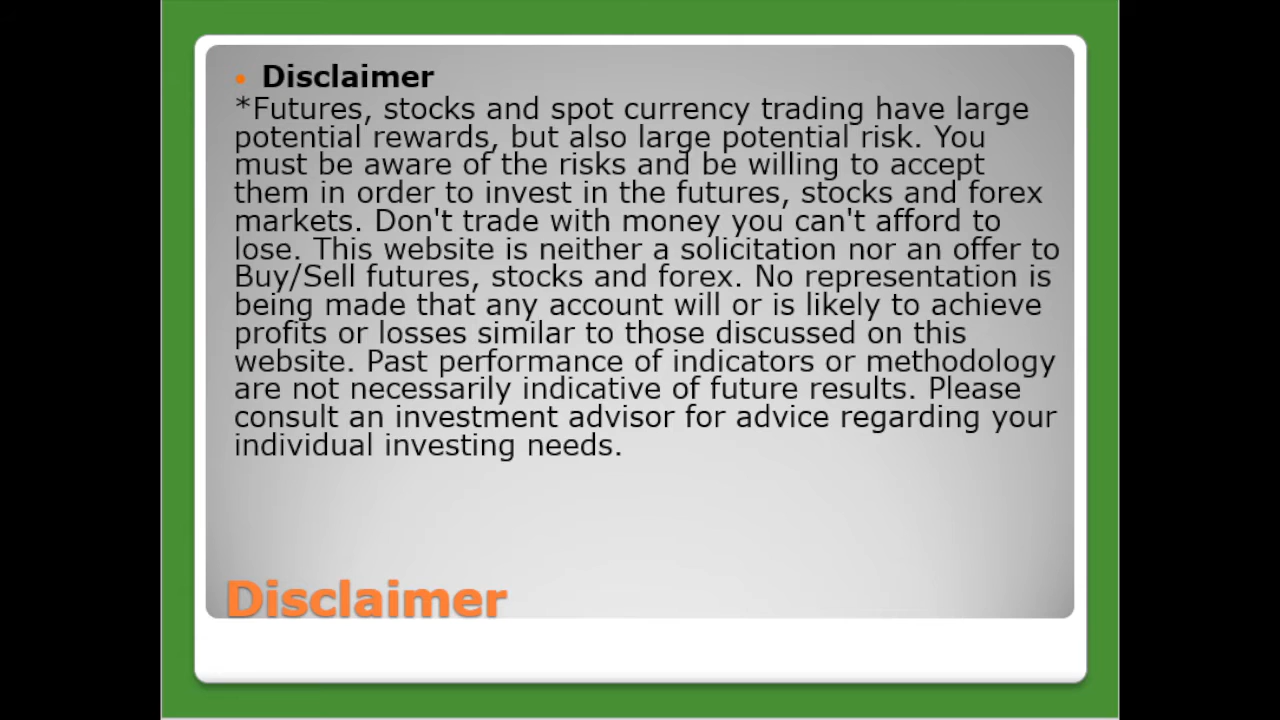 • Disclaimer
*Futures, stocks and spot currency trading have large
potential rewards, but also large potential risk. You
must be aware of the risks and be willing to accept
them in order to invest in the futures, stocks and forex
markets. Don't trade with money you can't afford to
lose. This website is neither a solicitation nor an offer to
Buy/Sell futures, stocks and forex. No representation is
being made that any account will or is likely to achieve
profits or losses similar to those discussed on this
website. Past performance of indicators or methodology
are not necessarily indicative of future results. Please
consult an investment advisor for advice regarding your
individual investing needs.
Disclaimer